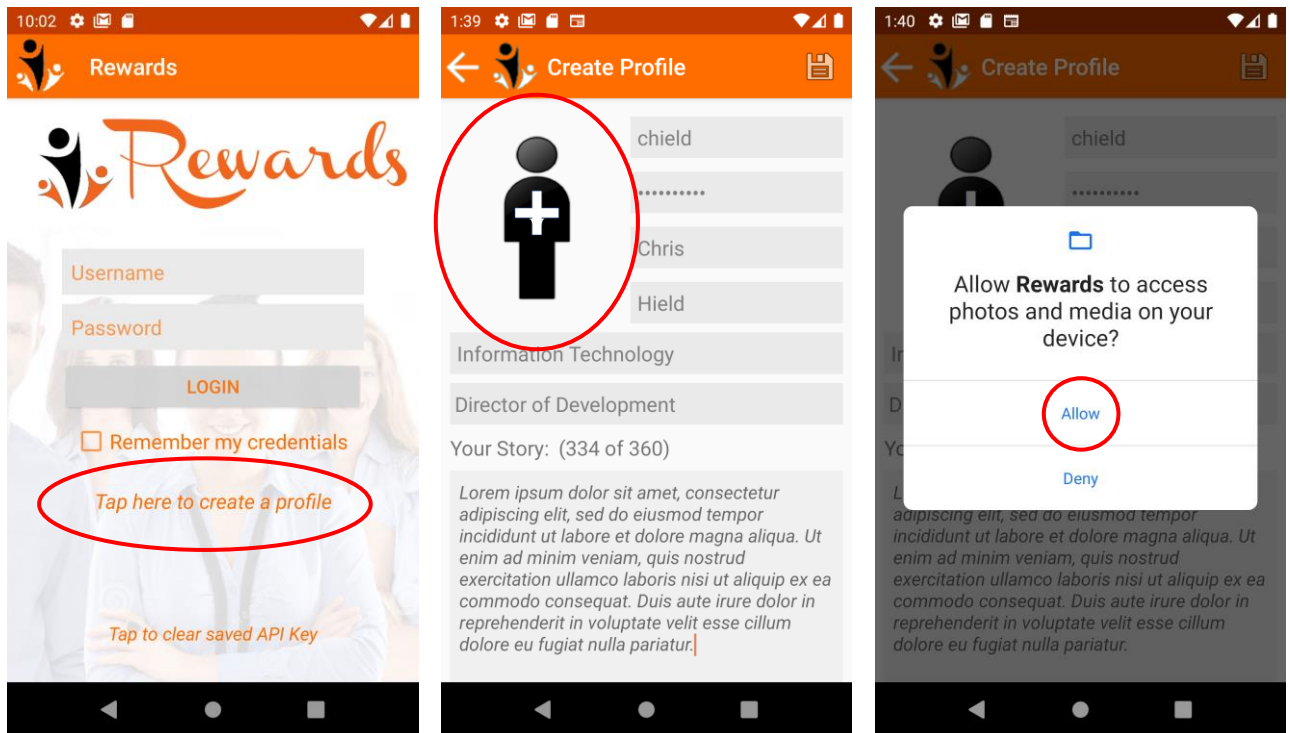 10:02
Rewards
Rewards
Username
Password
LOGIN
Remember my credentials
Tap here to create a profile
Tap to clear saved API Key
1:39
Create Profile
chield
••••••••••
Chris
Hield
Information Technology
Director of Development
Your Story: (334 of 360)
Lorem ipsum dolor sit amet, consectetur
adipiscing elit, sed do eiusmod tempor
incididunt ut labore et dolore magna aliqua. Ut
enim ad minim veniam, quis nostrud
exercitation ullamco laboris nisi ut aliquip ex ea
commodo consequat. Duis aute irure dolor in
reprehenderit in voluptate velit esse cillum
dolore eu fugiat nulla pariatur.
1:40
Create Profile
chield
••••••••••
Allow Rewards to access
photos and media on your
device?
Allow
Deny
adipiscing elit, sed do eiusmod tempor
incididunt ut labore et dolore magna aliqua. Ut
enim ad minim veniam, quis nostrud
exercitation ullamco laboris nisi ut aliquip ex ea
commodo consequat. Duis aute irure dolor in
reprehenderit in voluptate velit esse cillum
dolore eu fugiat nulla pariatur.